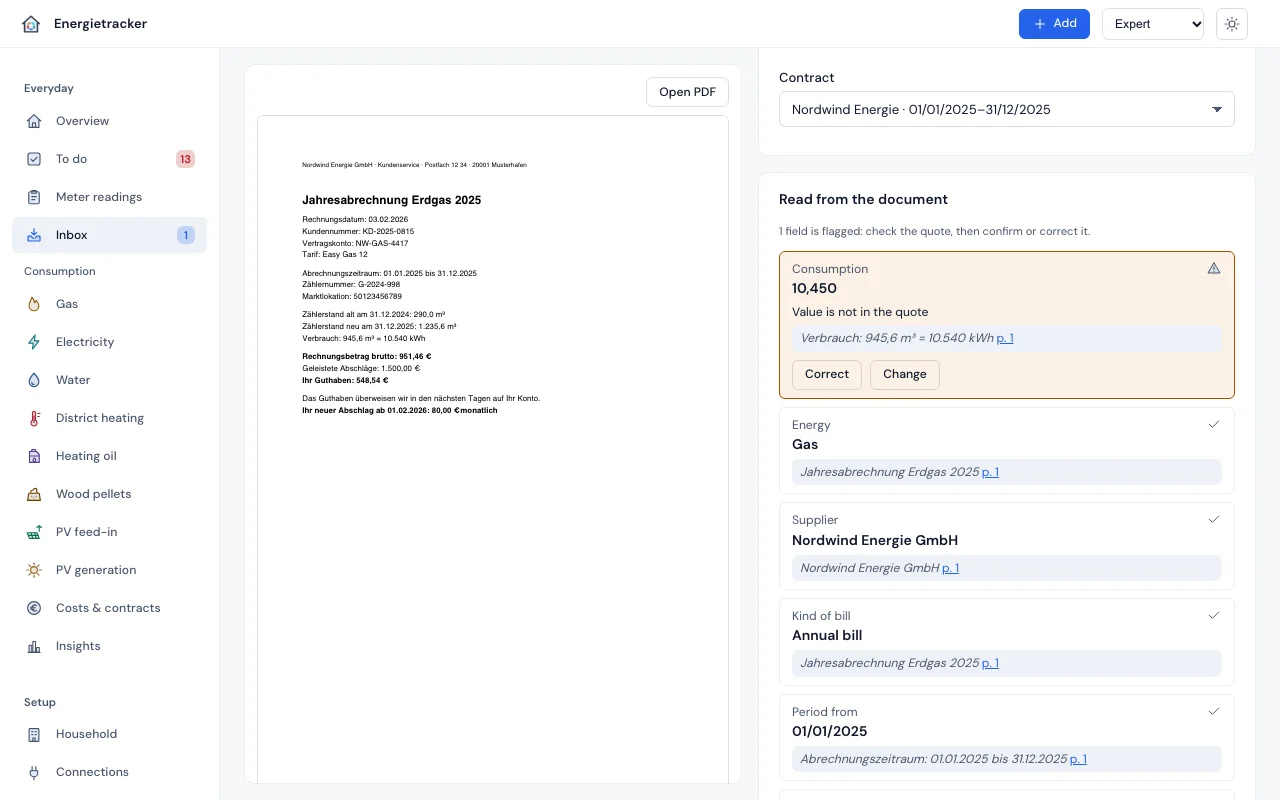 Energietracker
Add
Expert
Everyday
Overview
To do 13
Meter readings
Inbox 1
Consumption
Gas
Electricity
Water
District heating
Heating oil
Wood pellets
PV feed-in
PV generation
Costs & contracts
Insights
Setup
Household
Connections
Open PDF
Nordwind Energie GmbH · Kundenservice · Postfach 12 34 · 20001 Musterhafen
Jahresabrechnung Erdgas 2025
Rechnungsdatum: 03.02.2026
Kundennummer: KD-2025-0815
Vertragskonto: NW-GAS-4417
Tarif: Easy Gas 12
Abrechnungszeitraum: 01.01.2025 bis 31.12.2025
Zählernummer: G-2024-998
Marktlokation: 50123456789
Zählerstand alt am 31.12.2024: 290,0 m³
Zählerstand neu am 31.12.2025: 1.235,6 m³
Verbrauch: 945,6 m³ = 10.540 kWh
Rechnungsbetrag brutto: 951,46 €
Geleistete Abschläge: 1.500,00 €
Ihr Guthaben: 548,54 €
Das Guthaben überweisen wir in den nächsten Tagen auf Ihr Konto.
Ihr neuer Abschlag ab 01.02.2026: 80,00 € monatlich
Contract
Nordwind Energie · 01/01/2025–31/12/2025
Read from the document
1 field is flagged: check the quote, then confirm or correct it.
Consumption
10,450
Value is not in the quote
Verbrauch: 945,6 m³ = 10.540 kWh p. 1
Correct
Change
Energy
Gas
Jahresabrechnung Erdgas 2025 p. 1
Supplier
Nordwind Energie GmbH
Nordwind Energie GmbH p. 1
Kind of bill
Annual bill
Jahresabrechnung Erdgas 2025 p. 1
Period from
01/01/2025
Abrechnungszeitraum: 01.01.2025 bis 31.12.2025 p. 1